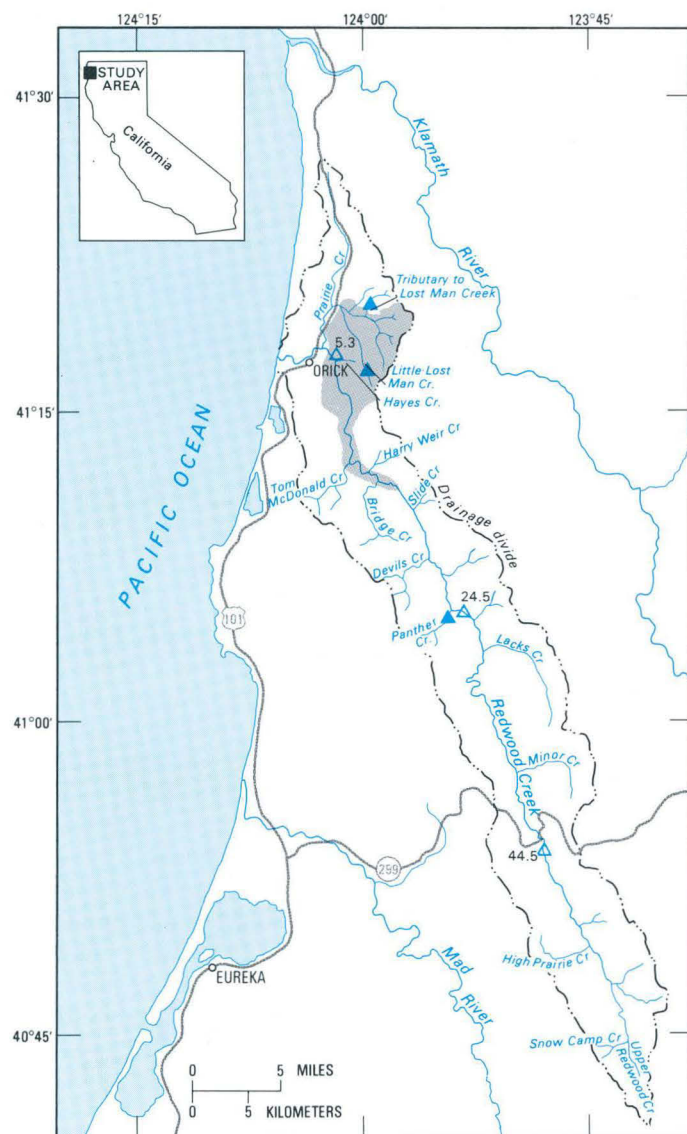 124°15'
124°00'
123°45'
41°30'
STUDY
AREA
California
Klamath
River
Prairie Cr
Tributary to
Lost Man Creek
5.3
ORICK
Little Lost
Man Cr.
Hayes Cr.
41°15'
Harry Weir Cr
Tom
McDonald Cr
Slide Cr
Bridge Cr
Drainage divide
PACIFIC OCEAN
Devils Cr
24.5
101
Panther
Cr.
Lacks Cr
41°00'
Redwood Creek
Minor Cr
44.5
299
High Prairie Cr
Mad
River
EUREKA
40°45'
Snow Camp Cr
Upper
Redwood Cr
0 5 MILES
0 5 KILOMETERS